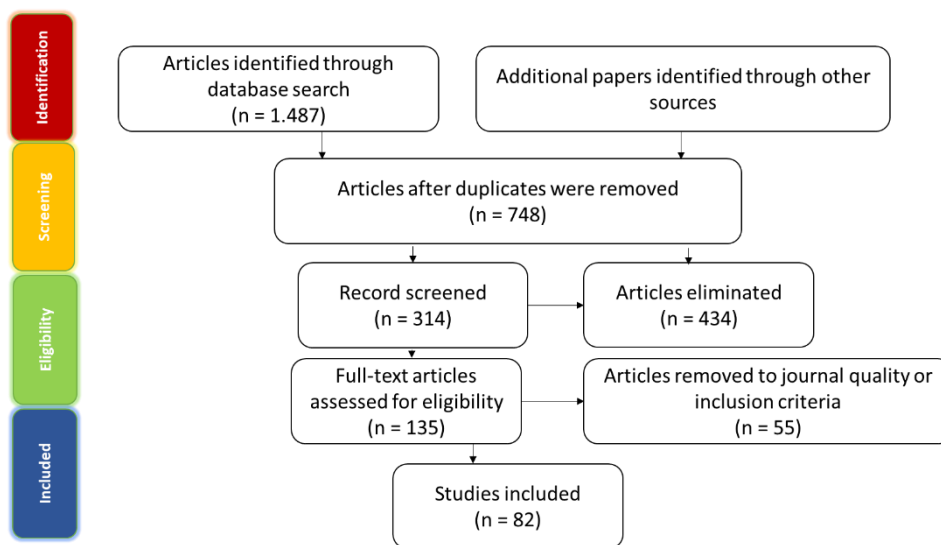 Identification
Articles identified through
database search
(n = 1.487)
Additional papers identified through other
sources
Screening
Articles after duplicates were removed
(n = 748)
Record screened
(n = 314)
Articles eliminated
(n = 434)
Eligibility
Full-text articles
assessed for eligibility
(n = 135)
Articles removed to journal quality or
inclusion criteria
(n = 55)
Included
Studies included
(n = 82)